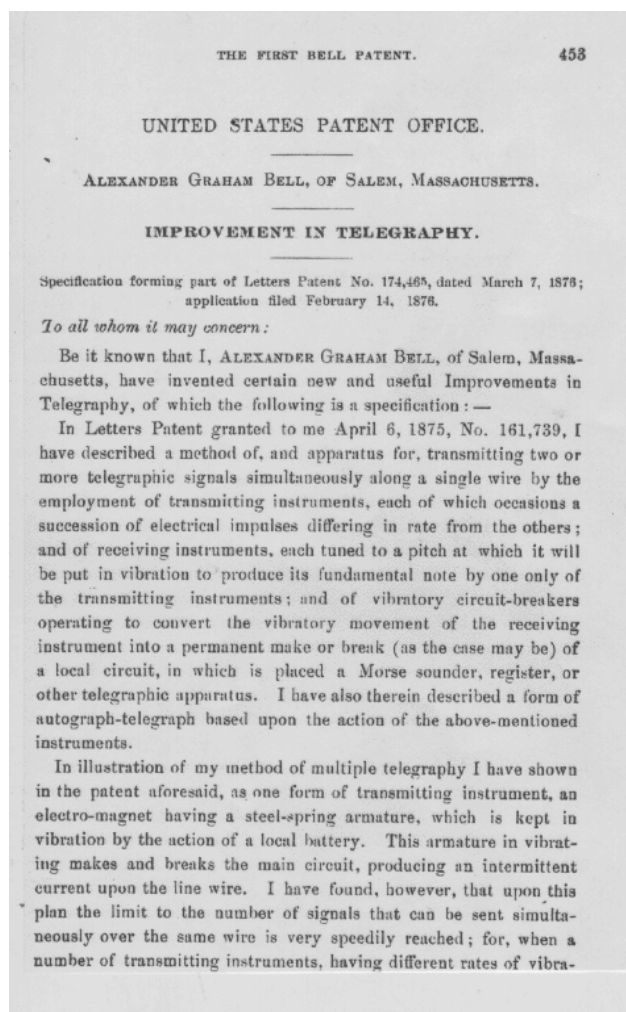 THE FIRST BELL PATENT. 453
UNITED STATES PATENT OFFICE.
ALEXANDER GRAHAM BELL, OF SALEM, MASSACHUSETTS.
IMPROVEMENT IN TELEGRAPHY.
Specification forming part of Letters Patent No. 174,465, dated March 7, 1876;
application filed February 14, 1876.
To all whom it may concern:
Be it known that I, ALEXANDER GRAHAM BELL, of Salem, Massa-
chusetts, have invented certain new and useful Improvements in
Telegraphy, of which the following is a specification: —
In Letters Patent granted to me April 6, 1875, No. 161,739, I
have described a method of, and apparatus for, transmitting two or
more telegraphic signals simultaneously along a single wire by the
employment of transmitting instruments, each of which occasions a
succession of electrical impulses differing in rate from the others;
and of receiving instruments, each tuned to a pitch at which it will
be put in vibration to produce its fundamental note by one only of
the transmitting instruments; and of vibratory circuit-breakers
operating to convert the vibratory movement of the receiving
instrument into a permanent make or break (as the case may be) of
a local circuit, in which is placed a Morse sounder, register, or
other telegraphic apparatus. I have also therein described a form of
autograph-telegraph based upon the action of the above-mentioned
instruments.
In illustration of my method of multiple telegraphy I have shown
in the patent aforesaid, as one form of transmitting instrument, an
electro-magnet having a steel-spring armature, which is kept in
vibration by the action of a local battery. This armature in vibrat-
ing makes and breaks the main circuit, producing an intermittent
current upon the line wire. I have found, however, that upon this
plan the limit to the number of signals that can be sent simulta-
neously over the same wire is very speedily reached; for, when a
number of transmitting instruments, having different rates of vibra-